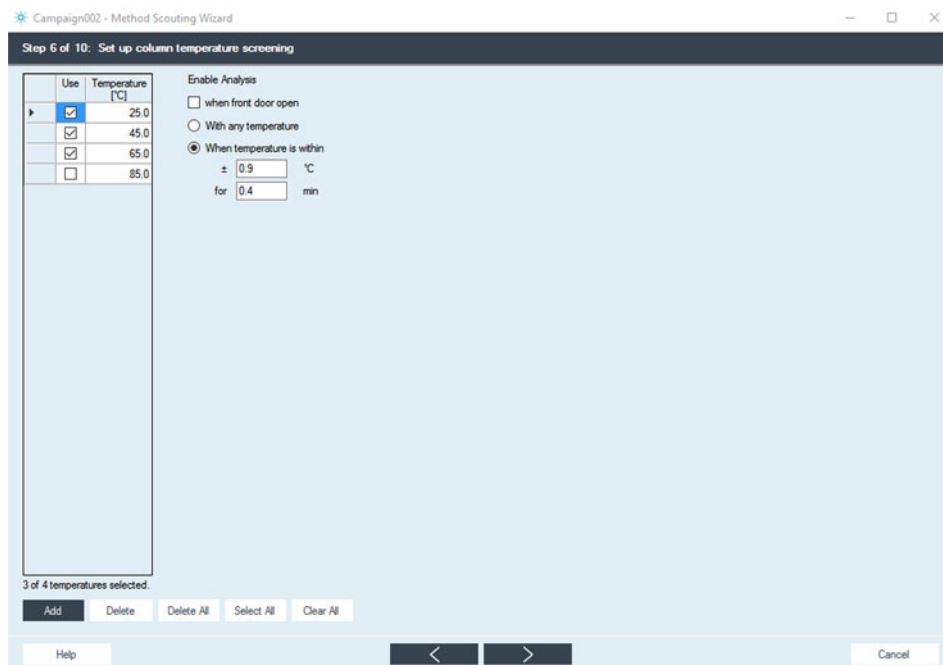 Campaign002 - Method Scouting Wizard
Step 6 of 10: Set up column temperature screening
Use Temperature [°C]
25.0
45.0
65.0
85.0
3 of 4 temperatures selected.
Enable Analysis
when front door open
With any temperature
When temperature is within
± 0.9 °C
for 0.4 min
Add Delete Delete All Select All Clear All
Help < > Cancel